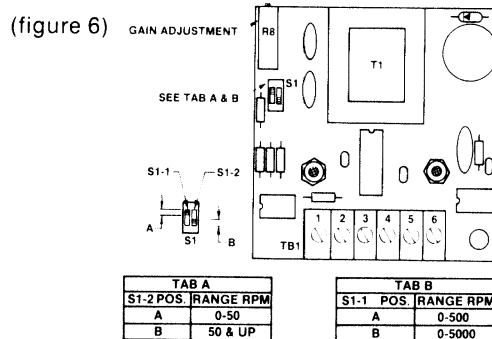 (figure 6)
GAIN ADJUSTMENT
R8
T1
S1
SEE TAB A & B
S1-1
S1-2
A
S1
B
TB1
1 2 3 4 5 6
TAB A
S1-2 POS. RANGE RPM
A 0-50
B 50 & UP
TAB B
S1-1 POS. RANGE RPM
A 0-500
B 0-5000